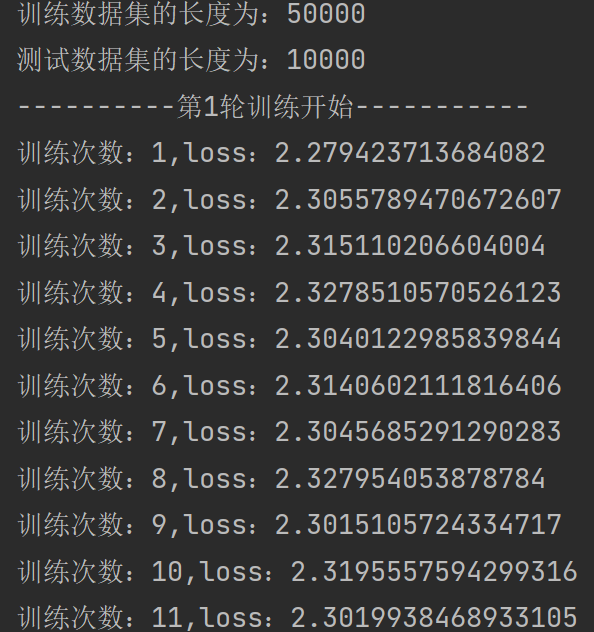 训练数据集的长度为：50000
测试数据集的长度为：10000
----------第1轮训练开始-----------
训练次数：1,loss：2.279423713684082
训练次数：2,loss：2.3055789470672607
训练次数：3,loss：2.315110206604004
训练次数：4,loss：2.3278510570526123
训练次数：5,loss：2.3040122985839844
训练次数：6,loss：2.3140602111816406
训练次数：7,loss：2.3045685291290283
训练次数：8,loss：2.327954053878784
训练次数：9,loss：2.3015105724334717
训练次数：10,loss：2.3195557594299316
训练次数：11,loss：2.3019938468933105